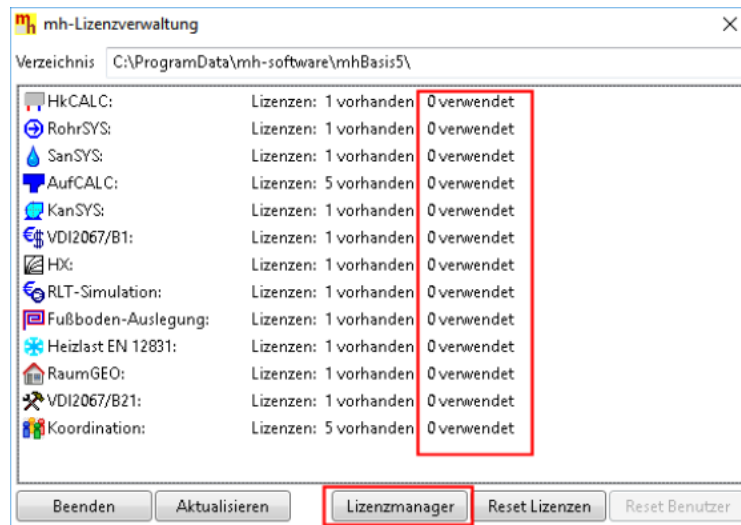 mh mh-Lizenzverwaltung
Verzeichnis C:\ProgramData\mh-software\mhBasis5\
HkCALC: Lizenzen: 1 vorhanden 0 verwendet
RohrSYS: Lizenzen: 1 vorhanden 0 verwendet
SanSYS: Lizenzen: 1 vorhanden 0 verwendet
AufCALC: Lizenzen: 5 vorhanden 0 verwendet
KanSYS: Lizenzen: 1 vorhanden 0 verwendet
€$ VDI2067/B1: Lizenzen: 1 vorhanden 0 verwendet
HX: Lizenzen: 1 vorhanden 0 verwendet
RLT-Simulation: Lizenzen: 1 vorhanden 0 verwendet
Fußboden-Auslegung: Lizenzen: 1 vorhanden 0 verwendet
Heizlast EN 12831: Lizenzen: 1 vorhanden 0 verwendet
RaumGEO: Lizenzen: 1 vorhanden 0 verwendet
VDI2067/B21: Lizenzen: 1 vorhanden 0 verwendet
Koordination: Lizenzen: 5 vorhanden 0 verwendet
Beenden Aktualisieren Lizenzmanager Reset Lizenzen Reset Benutzer